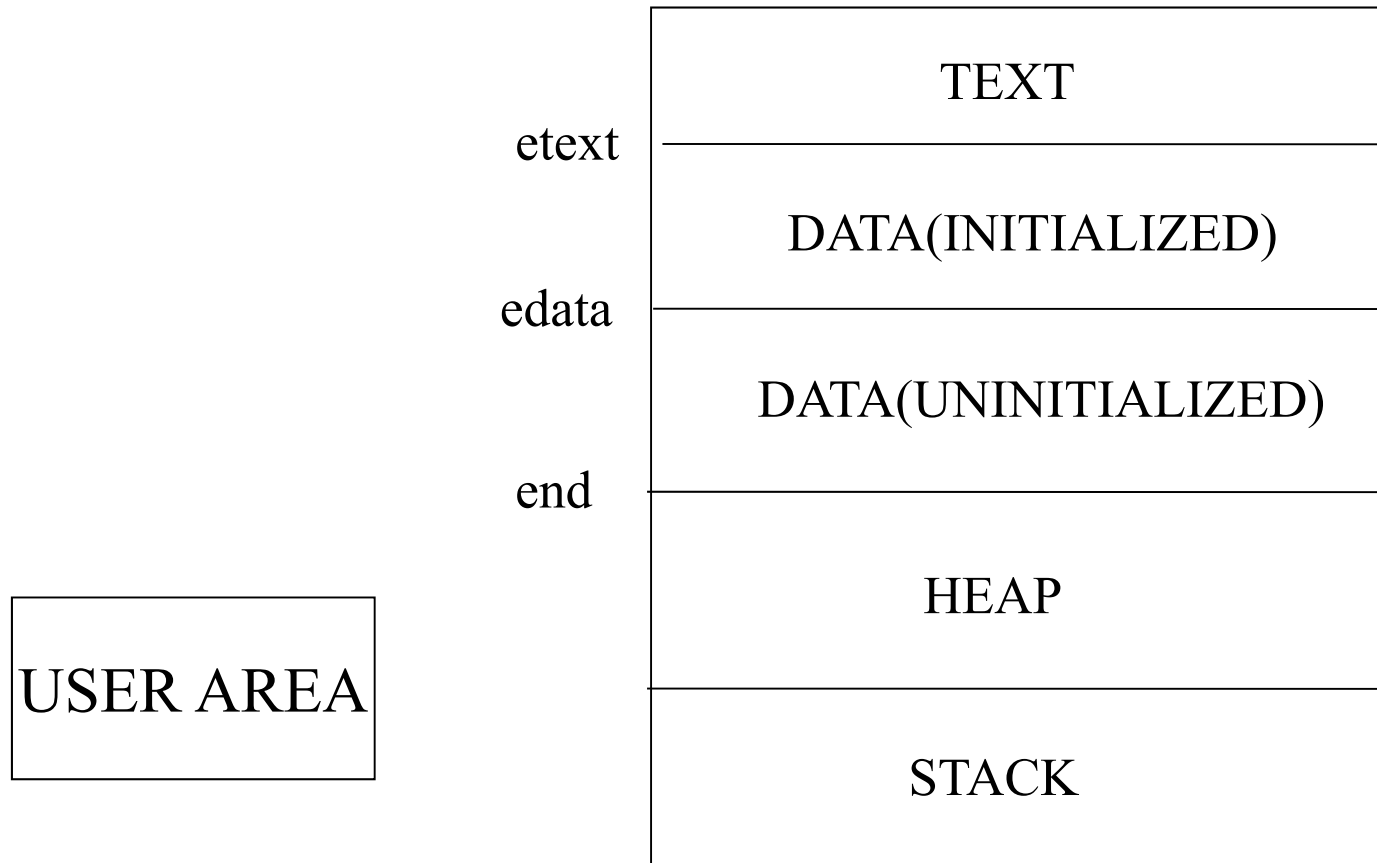 TEXT
etext
DATA(INITIALIZED)
edata
DATA(UNINITIALIZED)
end
HEAP
USER AREA
STACK